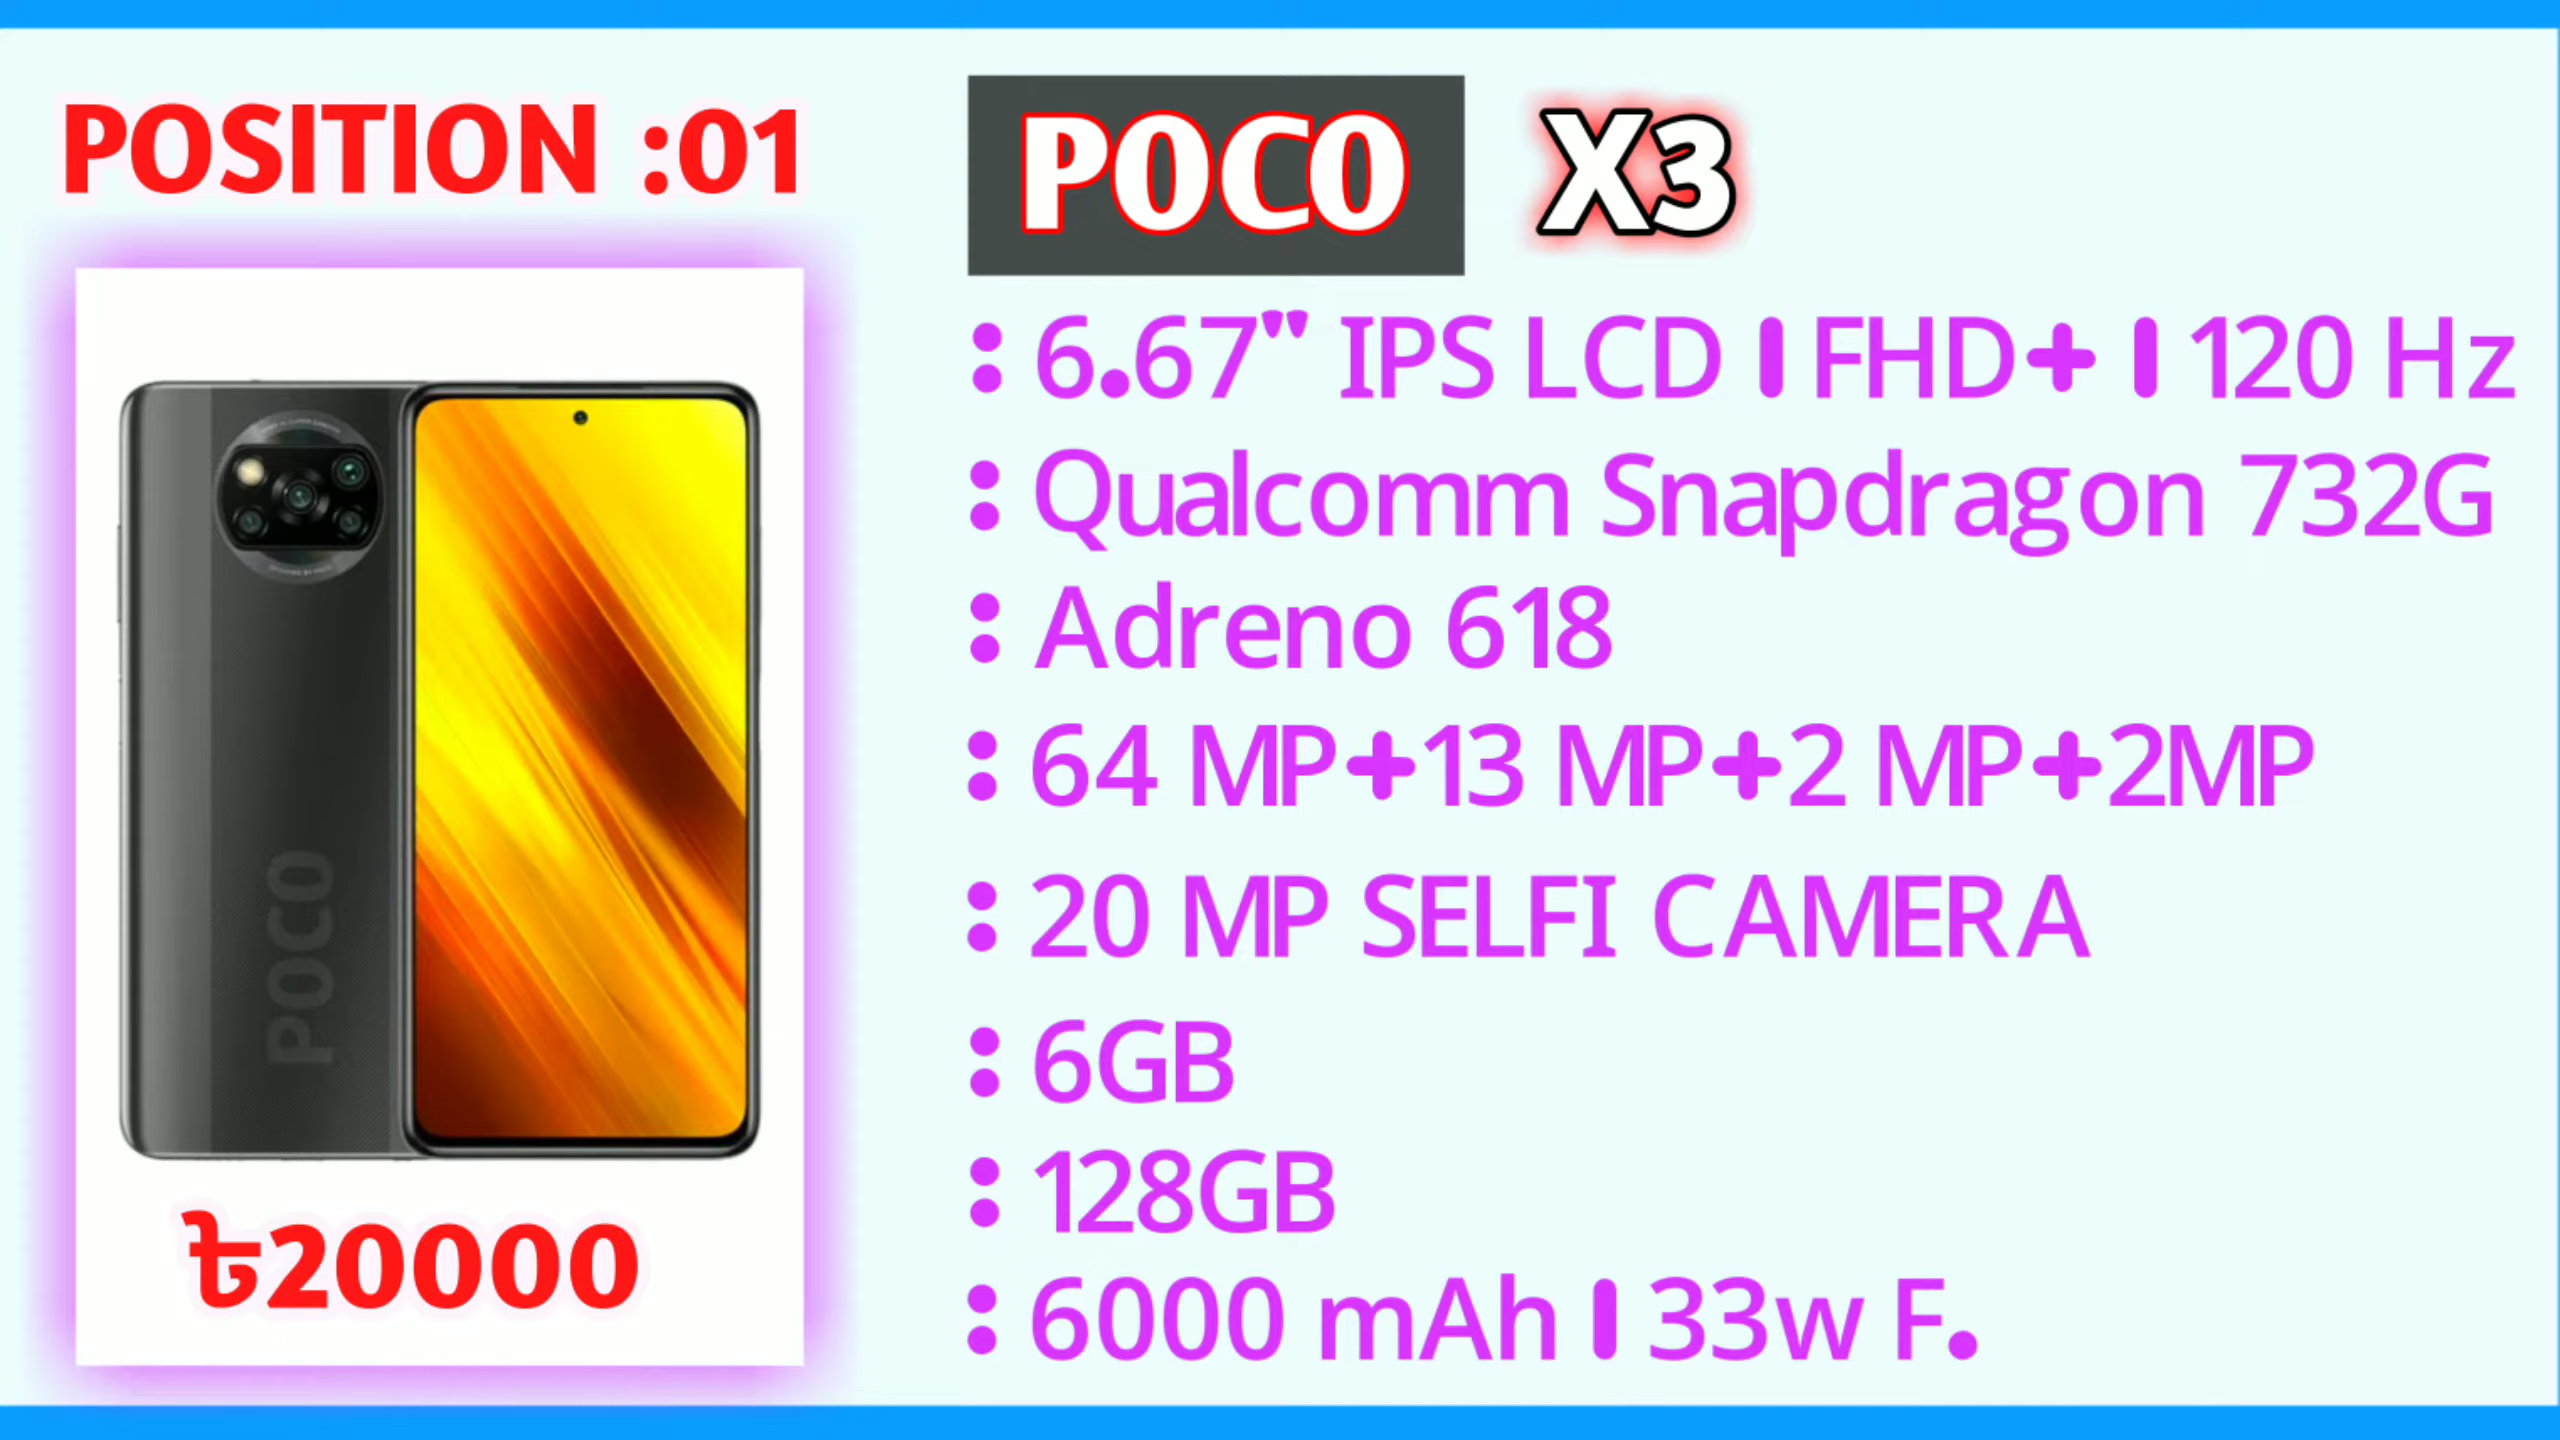 POSITION :01
POCO X3
: 6.67" IPS LCD I FHD+ I 120 Hz
: Qualcomm Snapdragon 732G
: Adreno 618
: 64 MP+13 MP+2 MP+2MP
: 20 MP SELFI CAMERA
: 6GB
: 128GB
: 6000 mAh I 33w F.
POCO
৳20000